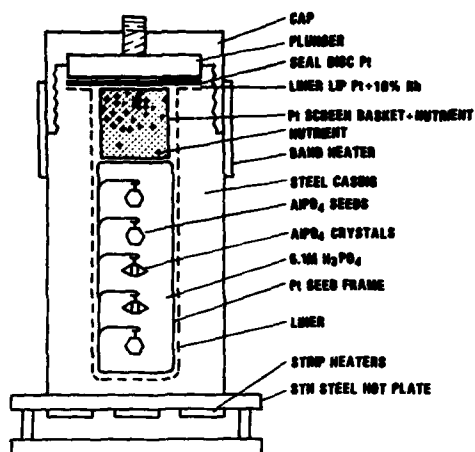 CAP
PLUNGER
SEAL DISC Pt
LINER LIP Pt+10% Rh
Pt SCREEN BASKET+NUTRIENT
NUTRIENT
BAND HEATER
STEEL CASING
AlPO₄ SEEDS
AlPO₄ CRYSTALS
6.1M H₃PO₄
Pt SEED FRAME
LINER
STRIP HEATERS
SYN STEEL HOT PLATE